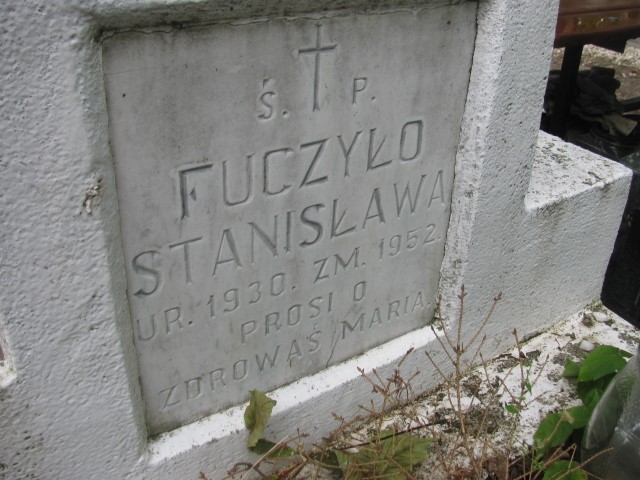 Ś. P.
FUCZYŁO
STANISŁAWA
UR. 1930. ZM. 1952.
PROSI O
ZDROWAŚ MARIA.